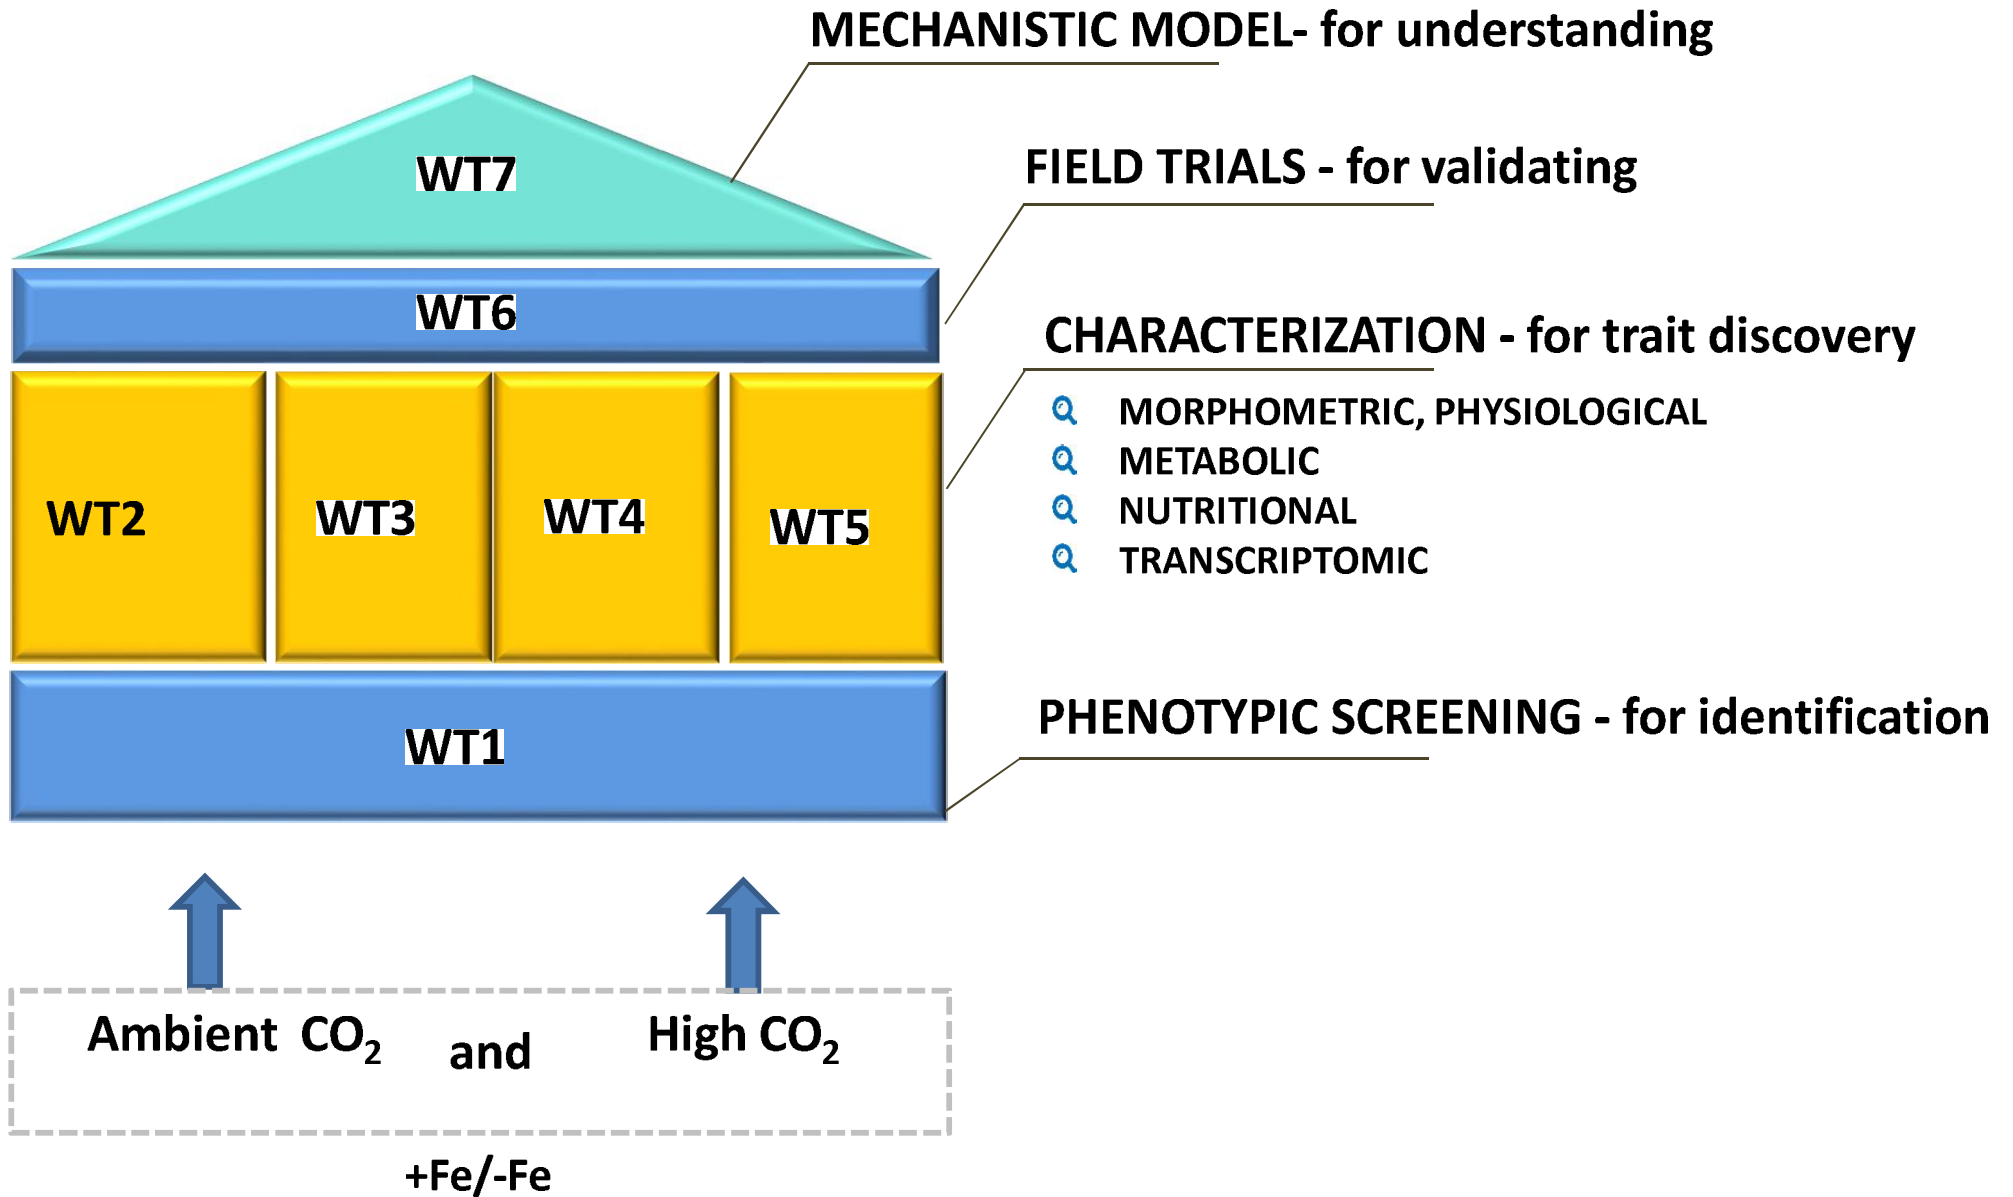 MECHANISTIC MODEL- for understanding
WT7
FIELD TRIALS - for validating
WT6
CHARACTERIZATION - for trait discovery
MORPHOMETRIC, PHYSIOLOGICAL
METABOLIC
NUTRITIONAL
TRANSCRIPTOMIC
WT2
WT3
WT4
WT5
PHENOTYPIC SCREENING - for identification
WT1
Ambient CO₂ and High CO₂
+Fe/-Fe